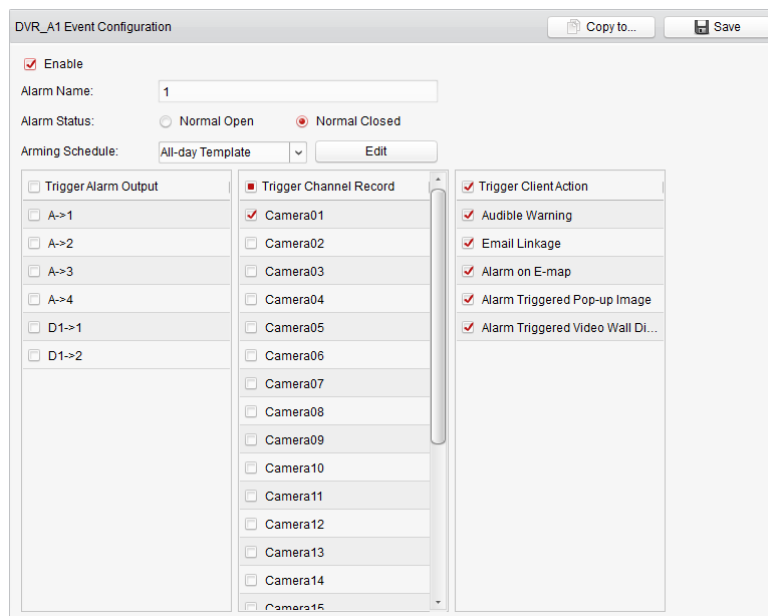 DVR_A1 Event Configuration
Copy to...
Save
Enable
Alarm Name:
1
Alarm Status:
Normal Open
Normal Closed
Arming Schedule:
All-day Template
Edit
Trigger Alarm Output
A->1
A->2
A->3
A->4
D1->1
D1->2
Trigger Channel Record
Camera01
Camera02
Camera03
Camera04
Camera05
Camera06
Camera07
Camera08
Camera09
Camera10
Camera11
Camera12
Camera13
Camera14
Camera15
Trigger Client Action
Audible Warning
Email Linkage
Alarm on E-map
Alarm Triggered Pop-up Image
Alarm Triggered Video Wall Di...